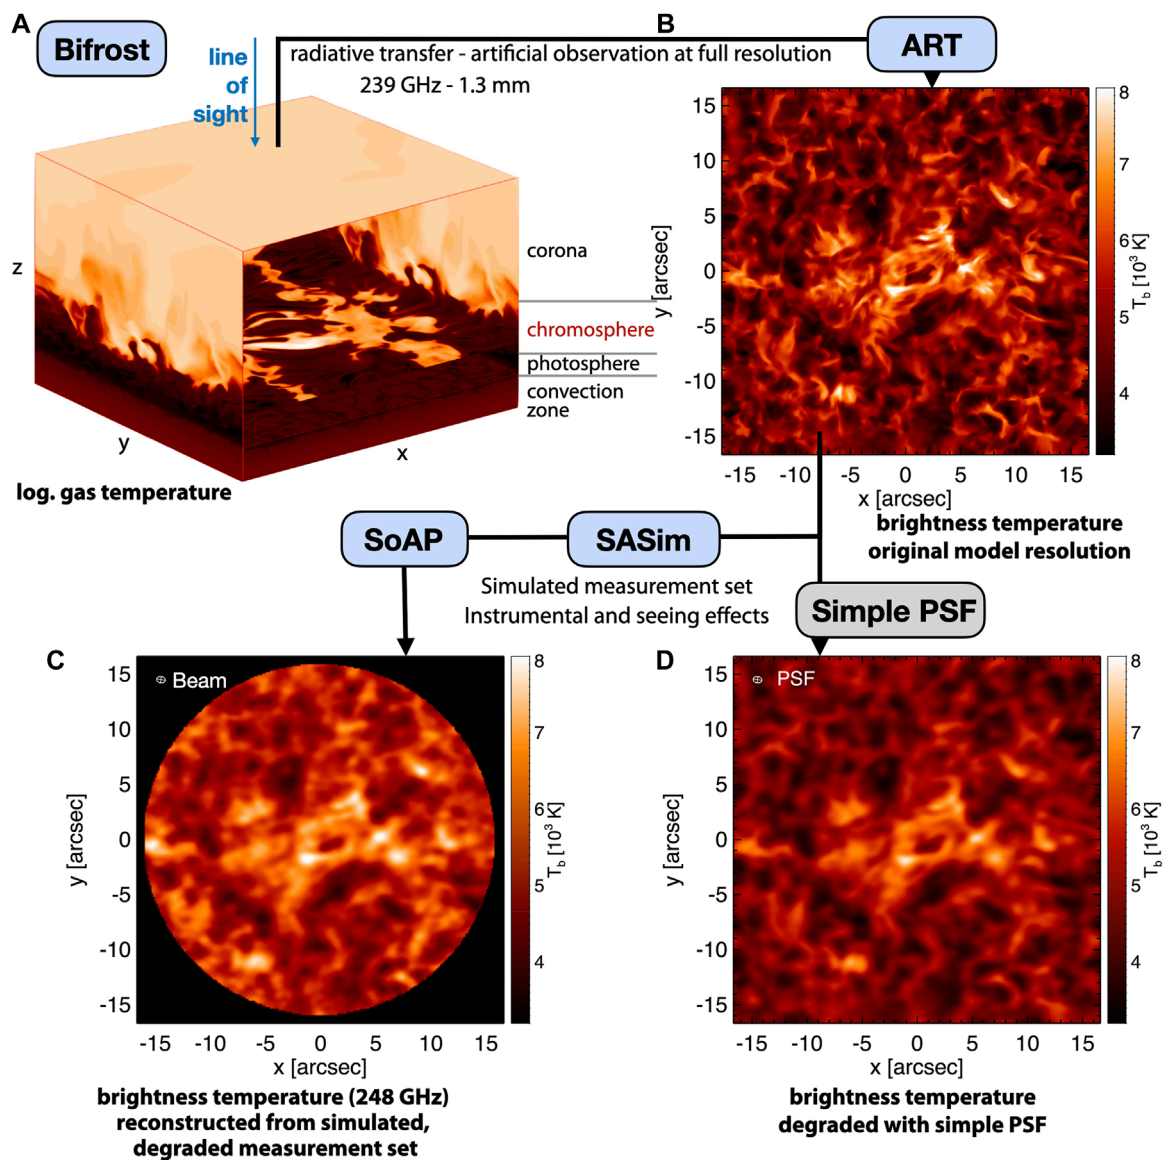 A
Bifrost
line
of
sight
radiative transfer - artificial observation at full resolution
239 GHz - 1.3 mm
B
ART
z
y
x
corona
chromosphere
photosphere
convection
zone
log. gas temperature
15
10
5
0
-5
-10
-15
y [arcsec]
-15 -10 -5 0 5 10 15
x [arcsec]
8
7
6
5
4
T_b [10³ K]
brightness temperature
original model resolution
SoAP
SASim
Simulated measurement set
Instrumental and seeing effects
Simple PSF
C
Beam
15
10
5
0
-5
-10
-15
y [arcsec]
-15 -10 -5 0 5 10 15
x [arcsec]
8
7
6
5
4
T_b [10³ K]
brightness temperature (248 GHz)
reconstructed from simulated,
degraded measurement set
D
PSF
15
10
5
0
-5
-10
-15
y [arcsec]
-15 -10 -5 0 5 10 15
x [arcsec]
8
7
6
5
4
T_b [10³ K]
brightness temperature
degraded with simple PSF